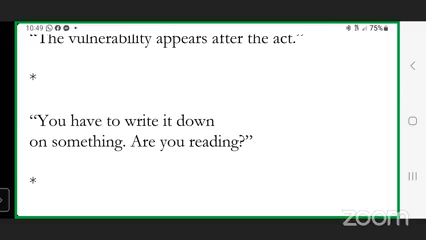 10:49
75%
“The vulnerability appears after the act.”
*
“You have to write it down
on something. Are you reading?”
*
zoom